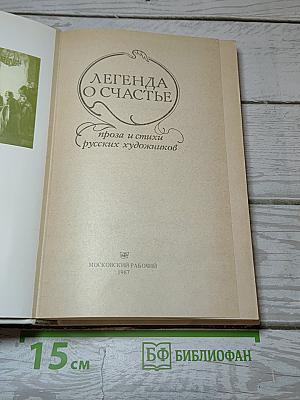 ЛЕГЕНДА
О СЧАСТЬЕ
проза и стихи
русских художников
МОСКОВСКИЙ РАБОЧИЙ
1987
15 см
БФ БИБЛИОФАН